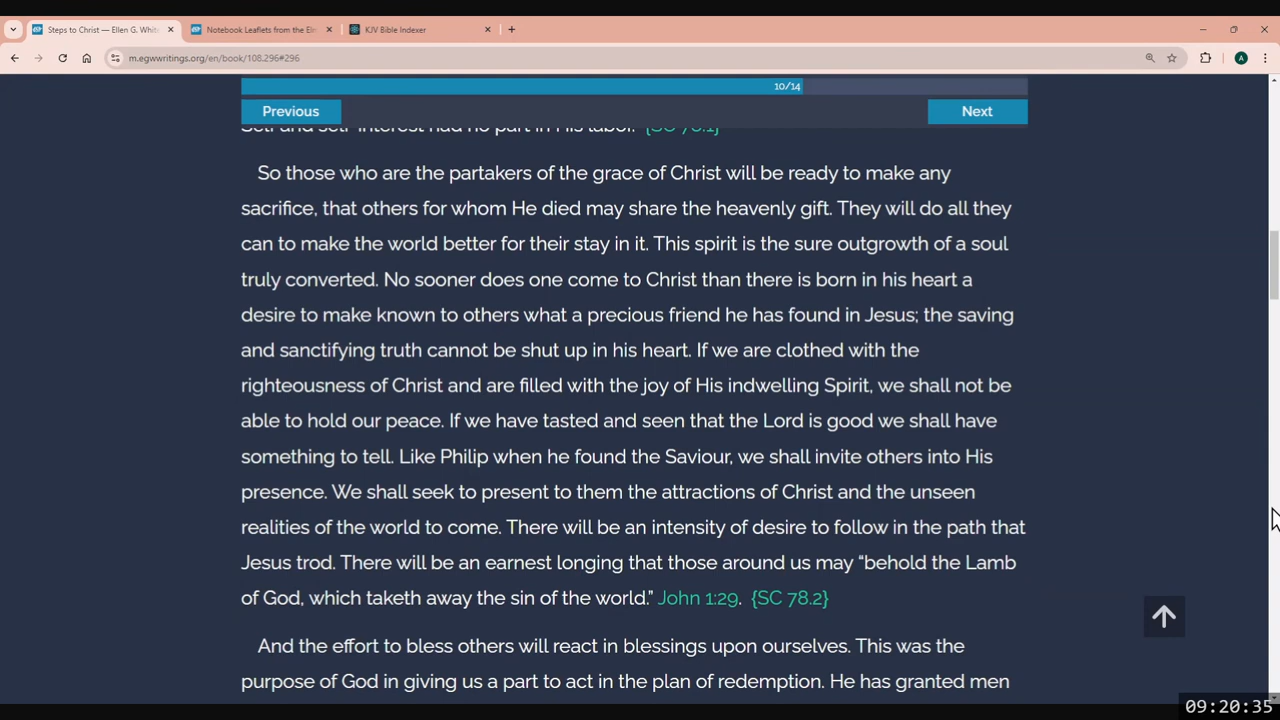 Steps to Christ — Ellen G. Whit
Notebook Leaflets from the Elm
KJV Bible Indexer
m.egwwritings.org/en/book/108.296#296
A
10/14
Previous
Next
Self and self-interest had no part in His labor. {SC 78.1}
So those who are the partakers of the grace of Christ will be ready to make any
sacrifice, that others for whom He died may share the heavenly gift. They will do all they
can to make the world better for their stay in it. This spirit is the sure outgrowth of a soul
truly converted. No sooner does one come to Christ than there is born in his heart a
desire to make known to others what a precious friend he has found in Jesus; the saving
and sanctifying truth cannot be shut up in his heart. If we are clothed with the
righteousness of Christ and are filled with the joy of His indwelling Spirit, we shall not be
able to hold our peace. If we have tasted and seen that the Lord is good we shall have
something to tell. Like Philip when he found the Saviour, we shall invite others into His
presence. We shall seek to present to them the attractions of Christ and the unseen
realities of the world to come. There will be an intensity of desire to follow in the path that
Jesus trod. There will be an earnest longing that those around us may “behold the Lamb
of God, which taketh away the sin of the world.” John 1:29. {SC 78.2}
And the effort to bless others will react in blessings upon ourselves. This was the
purpose of God in giving us a part to act in the plan of redemption. He has granted men
09:20:35